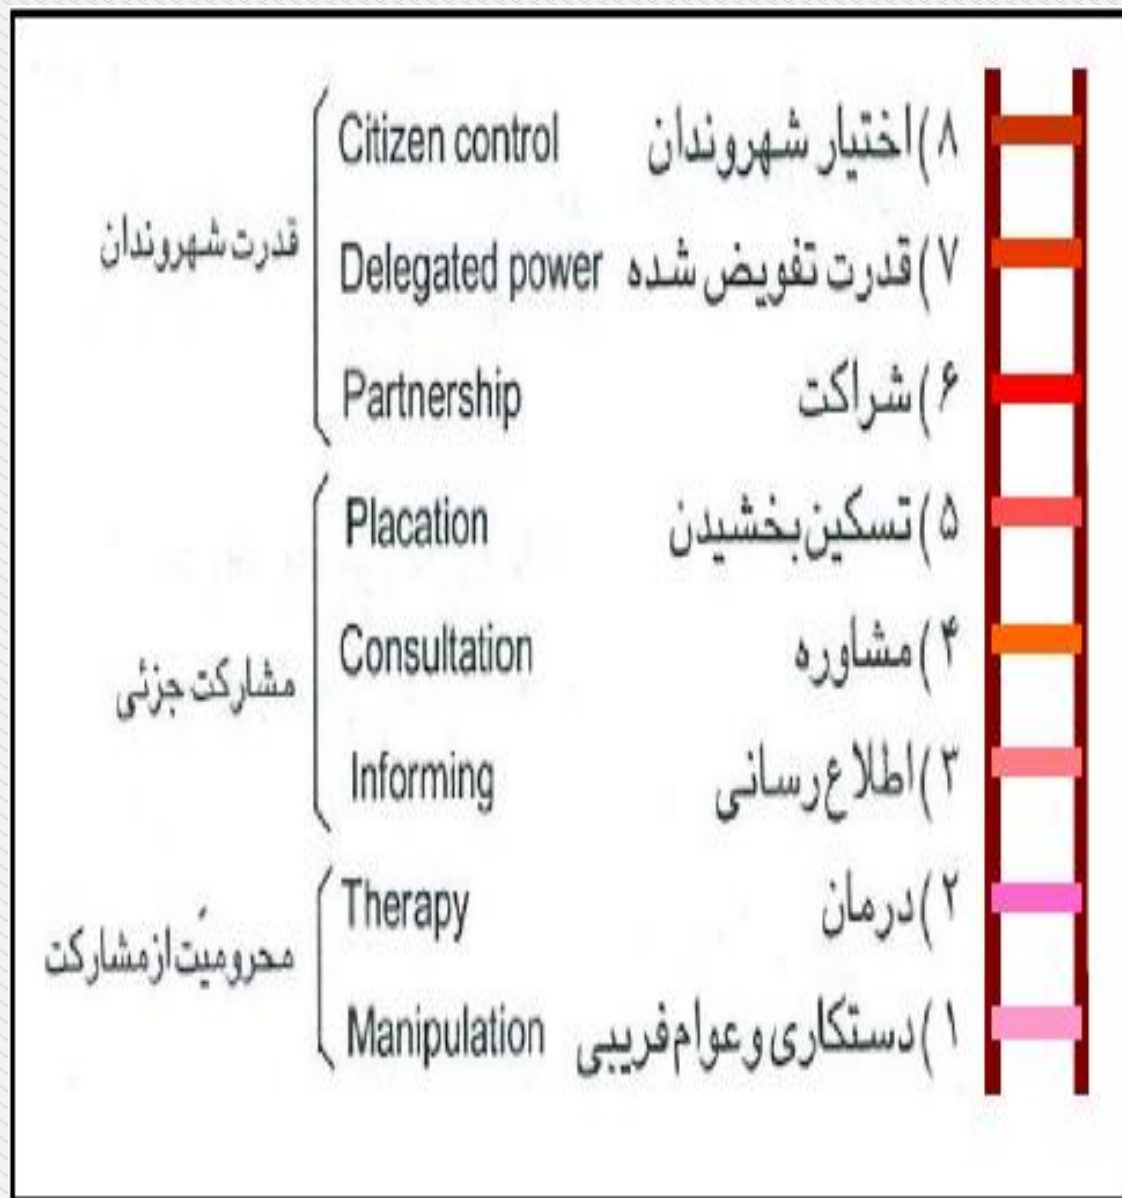 ۸) اختیار شهروندان Citizen control
۷) قدرت تفویض شده Delegated power
قدرت شهروندان
۶) شراکت Partnership
۵) تسکین‌بخشیدن Placation
۴) مشاوره Consultation
مشارکت جزئی
۳) اطلاع‌رسانی Informing
۲) درمان Therapy
محرومیّت از مشارکت
۱) دستکاری و عوام‌فریبی Manipulation